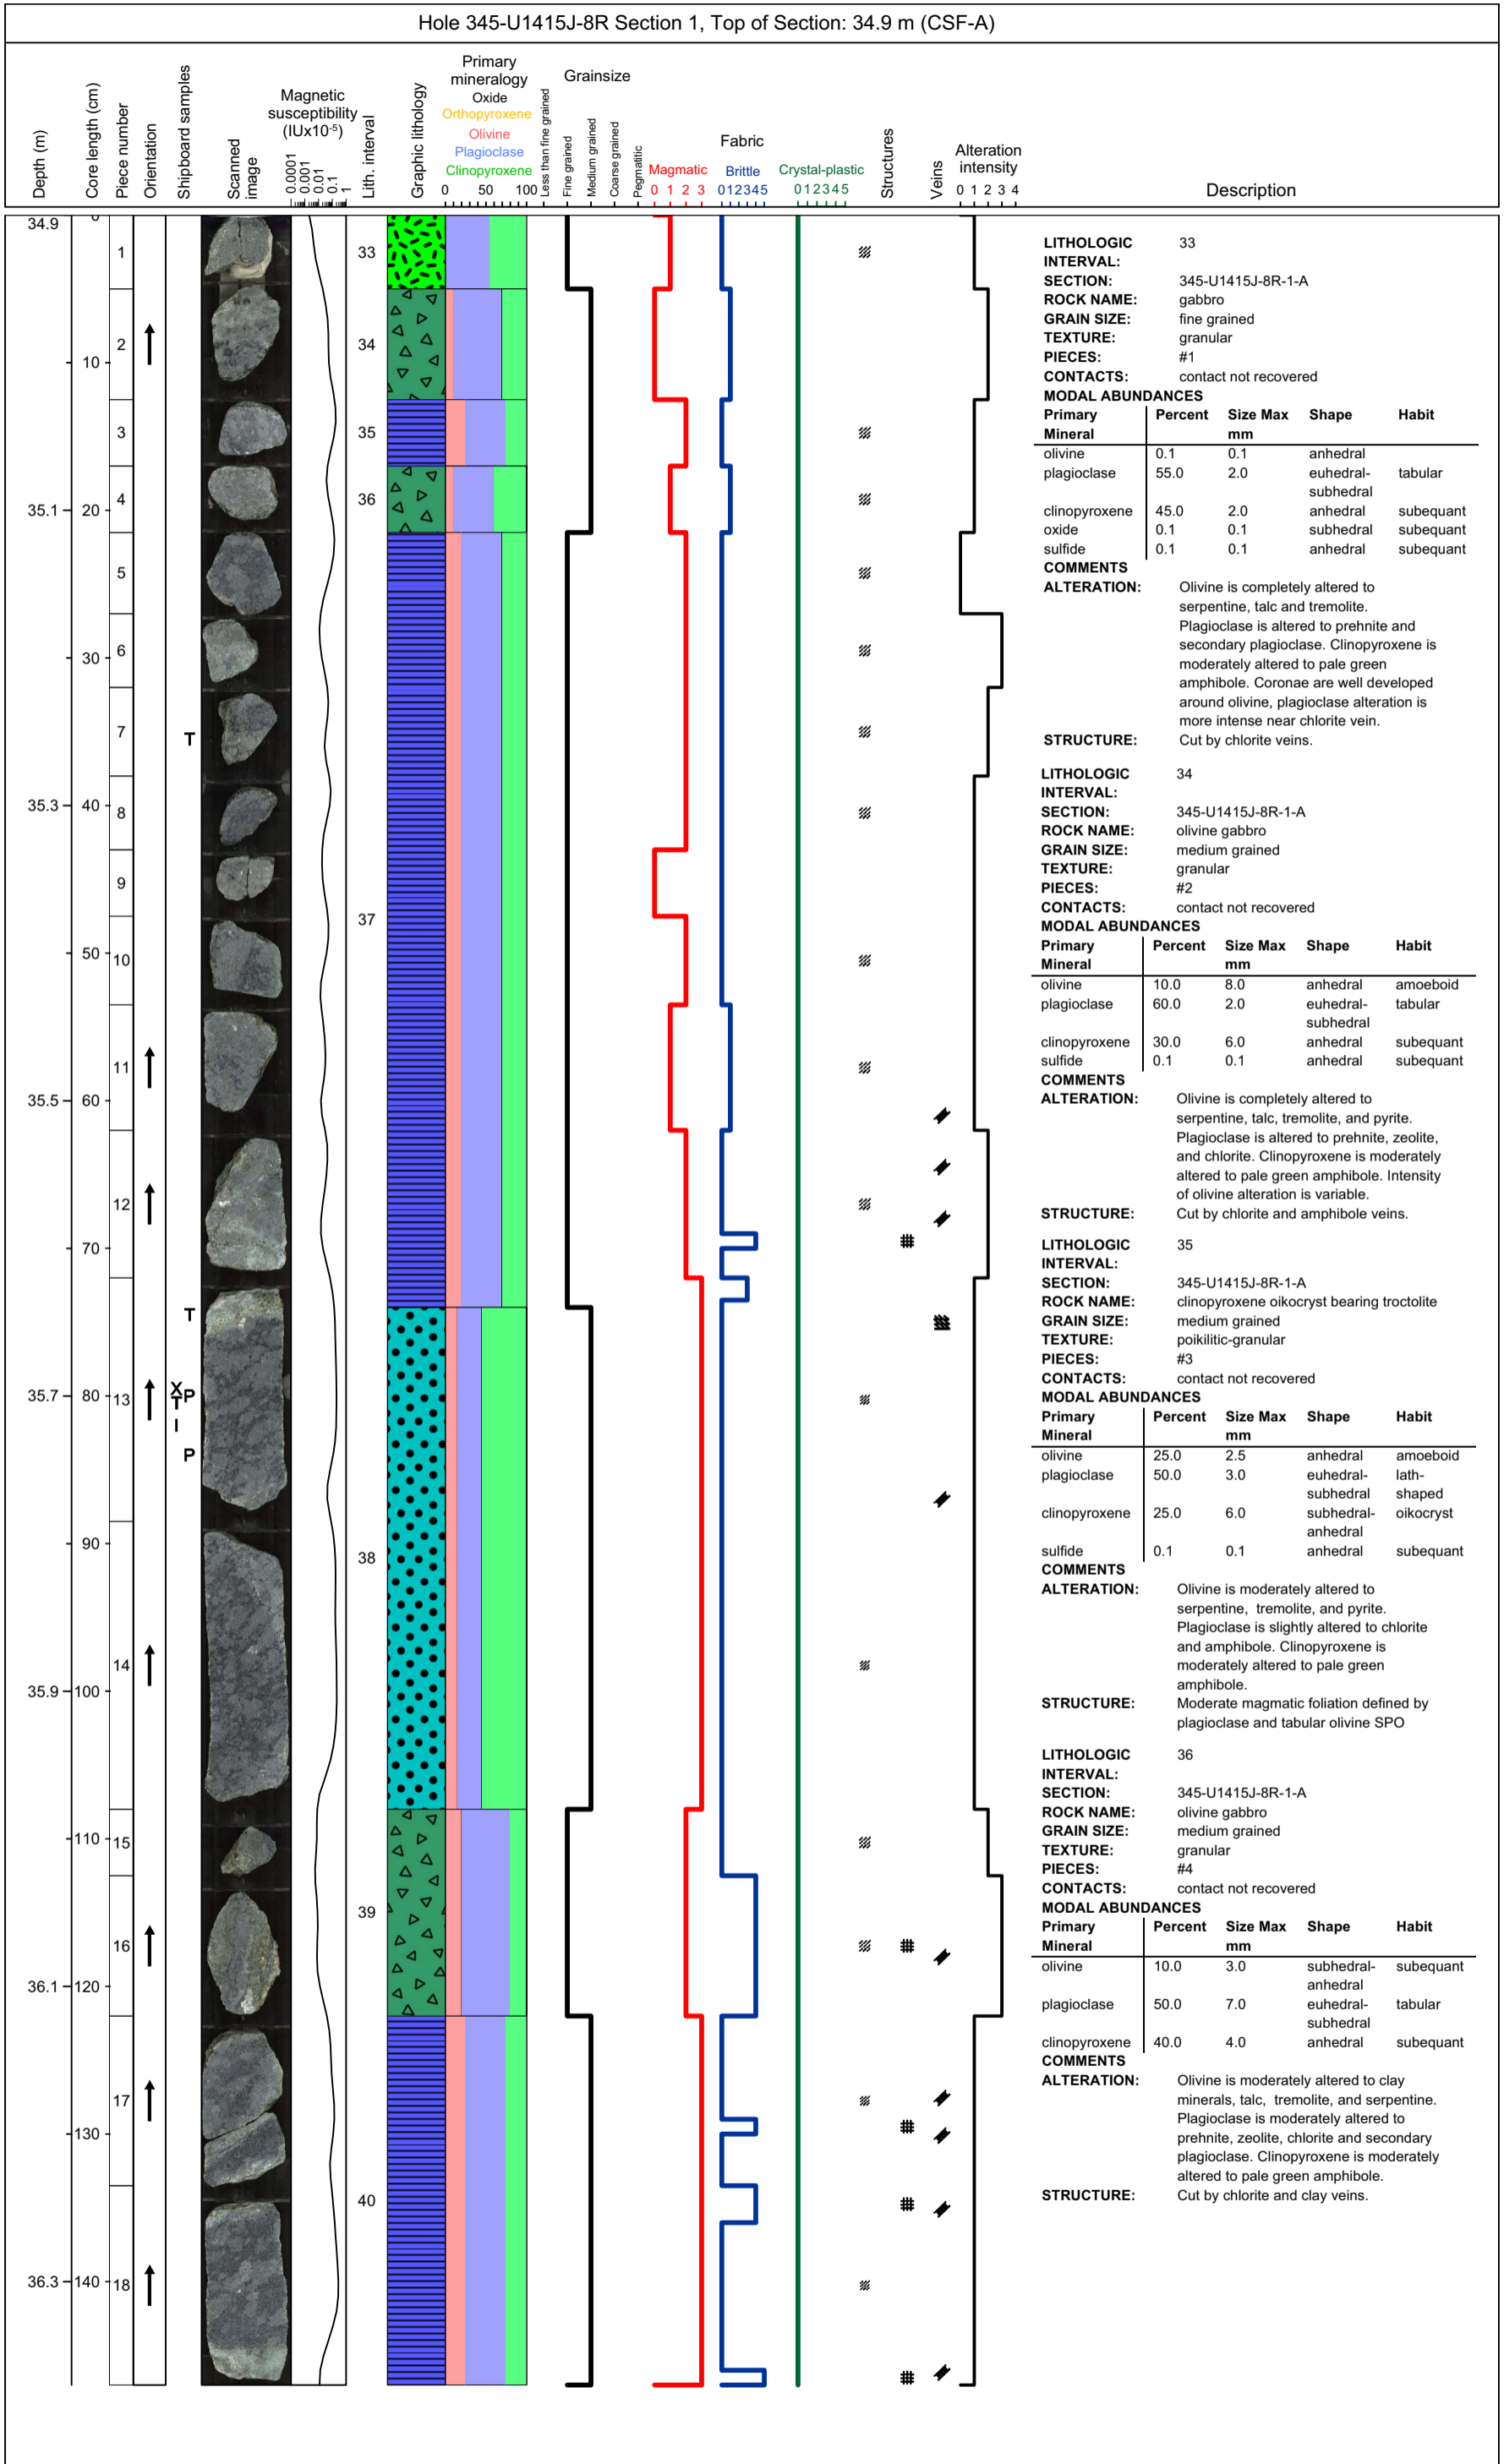 Hole 345-U1415J-8R Section 1, Top of Section: 34.9 m (CSF-A)
Depth (m)
Core length (cm)
Piece number
Orientation
Shipboard samples
Scanned
image
Magnetic
susceptibility
(IUx10-5)
0.0001
0.001
0.01
0.1
1
Lith. interval
Graphic lithology
Primary
mineralogy
Oxide
Orthopyroxene
Olivine
Plagioclase
Clinopyroxene
0 50 100
Grainsize
Less than fine grained
Fine grained
Medium grained
Coarse grained
Pegmatitic
Fabric
Magmatic
0 1 2 3
Brittle
0 1 2 3 4 5
Crystal-plastic
0 1 2 3 4 5
Structures
Veins
Alteration
intensity
0 1 2 3 4
Description
34.9
35.1
35.3
35.5
35.7
35.9
36.1
36.3
0
10
20
30
40
50
60
70
80
90
100
110
120
130
140
1
2
3
4
5
6
7
8
9
10
11
12
13
14
15
16
17
18
T
T
X
P
T
I
P
33
34
35
36
37
38
39
40
LITHOLOGIC 33
INTERVAL:
SECTION: 345-U1415J-8R-1-A
ROCK NAME: gabbro
GRAIN SIZE: fine grained
TEXTURE: granular
PIECES: #1
CONTACTS: contact not recovered
MODAL ABUNDANCES
Primary Percent Size Max Shape Habit
Mineral mm
olivine 0.1 0.1 anhedral
plagioclase 55.0 2.0 euhedral- tabular
subhedral
clinopyroxene 45.0 2.0 anhedral subequant
oxide 0.1 0.1 subhedral subequant
sulfide 0.1 0.1 anhedral subequant
COMMENTS
ALTERATION: Olivine is completely altered to
serpentine, talc and tremolite.
Plagioclase is altered to prehnite and
secondary plagioclase. Clinopyroxene is
moderately altered to pale green
amphibole. Coronae are well developed
around olivine, plagioclase alteration is
more intense near chlorite vein.
STRUCTURE: Cut by chlorite veins.
LITHOLOGIC 34
INTERVAL:
SECTION: 345-U1415J-8R-1-A
ROCK NAME: olivine gabbro
GRAIN SIZE: medium grained
TEXTURE: granular
PIECES: #2
CONTACTS: contact not recovered
MODAL ABUNDANCES
Primary Percent Size Max Shape Habit
Mineral mm
olivine 10.0 8.0 anhedral amoeboid
plagioclase 60.0 2.0 euhedral- tabular
subhedral
clinopyroxene 30.0 6.0 anhedral subequant
sulfide 0.1 0.1 anhedral subequant
COMMENTS
ALTERATION: Olivine is completely altered to
serpentine, talc, tremolite, and pyrite.
Plagioclase is altered to prehnite, zeolite,
and chlorite. Clinopyroxene is moderately
altered to pale green amphibole. Intensity
of olivine alteration is variable.
STRUCTURE: Cut by chlorite and amphibole veins.
LITHOLOGIC 35
INTERVAL:
SECTION: 345-U1415J-8R-1-A
ROCK NAME: clinopyroxene oikocryst bearing troctolite
GRAIN SIZE: medium grained
TEXTURE: poikilitic-granular
PIECES: #3
CONTACTS: contact not recovered
MODAL ABUNDANCES
Primary Percent Size Max Shape Habit
Mineral mm
olivine 25.0 2.5 anhedral amoeboid
plagioclase 50.0 3.0 euhedral- lath-
subhedral shaped
clinopyroxene 25.0 6.0 subhedral- oikocryst
anhedral
sulfide 0.1 0.1 anhedral subequant
COMMENTS
ALTERATION: Olivine is moderately altered to
serpentine, tremolite, and pyrite.
Plagioclase is slightly altered to chlorite
and amphibole. Clinopyroxene is
moderately altered to pale green
amphibole.
STRUCTURE: Moderate magmatic foliation defined by
plagioclase and tabular olivine SPO
LITHOLOGIC 36
INTERVAL:
SECTION: 345-U1415J-8R-1-A
ROCK NAME: olivine gabbro
GRAIN SIZE: medium grained
TEXTURE: granular
PIECES: #4
CONTACTS: contact not recovered
MODAL ABUNDANCES
Primary Percent Size Max Shape Habit
Mineral mm
olivine 10.0 3.0 subhedral- subequant
anhedral
plagioclase 50.0 7.0 euhedral- tabular
subhedral
clinopyroxene 40.0 4.0 anhedral subequant
COMMENTS
ALTERATION: Olivine is moderately altered to clay
minerals, talc, tremolite, and serpentine.
Plagioclase is moderately altered to
prehnite, zeolite, chlorite and secondary
plagioclase. Clinopyroxene is moderately
altered to pale green amphibole.
STRUCTURE: Cut by chlorite and clay veins.